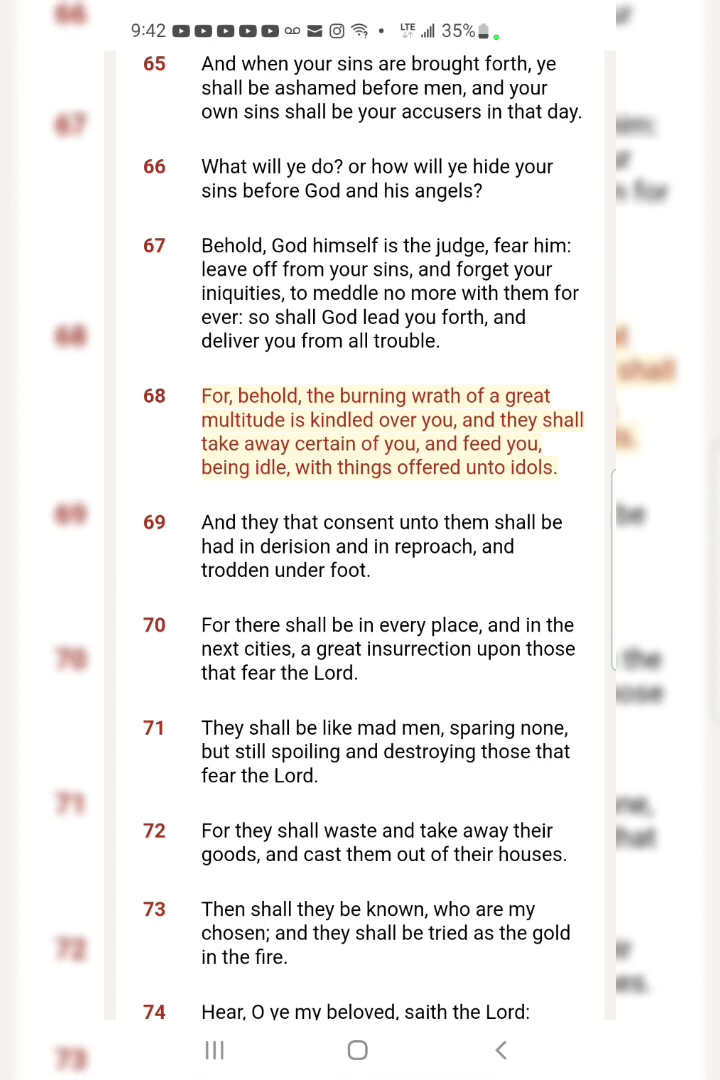 9:42 LTE 35%
65 And when your sins are brought forth, ye
shall be ashamed before men, and your
own sins shall be your accusers in that day.
66 What will ye do? or how will ye hide your
sins before God and his angels?
67 Behold, God himself is the judge, fear him:
leave off from your sins, and forget your
iniquities, to meddle no more with them for
ever: so shall God lead you forth, and
deliver you from all trouble.
68 For, behold, the burning wrath of a great
multitude is kindled over you, and they shall
take away certain of you, and feed you,
being idle, with things offered unto idols.
69 And they that consent unto them shall be
had in derision and in reproach, and
trodden under foot.
70 For there shall be in every place, and in the
next cities, a great insurrection upon those
that fear the Lord.
71 They shall be like mad men, sparing none,
but still spoiling and destroying those that
fear the Lord.
72 For they shall waste and take away their
goods, and cast them out of their houses.
73 Then shall they be known, who are my
chosen; and they shall be tried as the gold
in the fire.
74 Hear, O ye my beloved, saith the Lord: